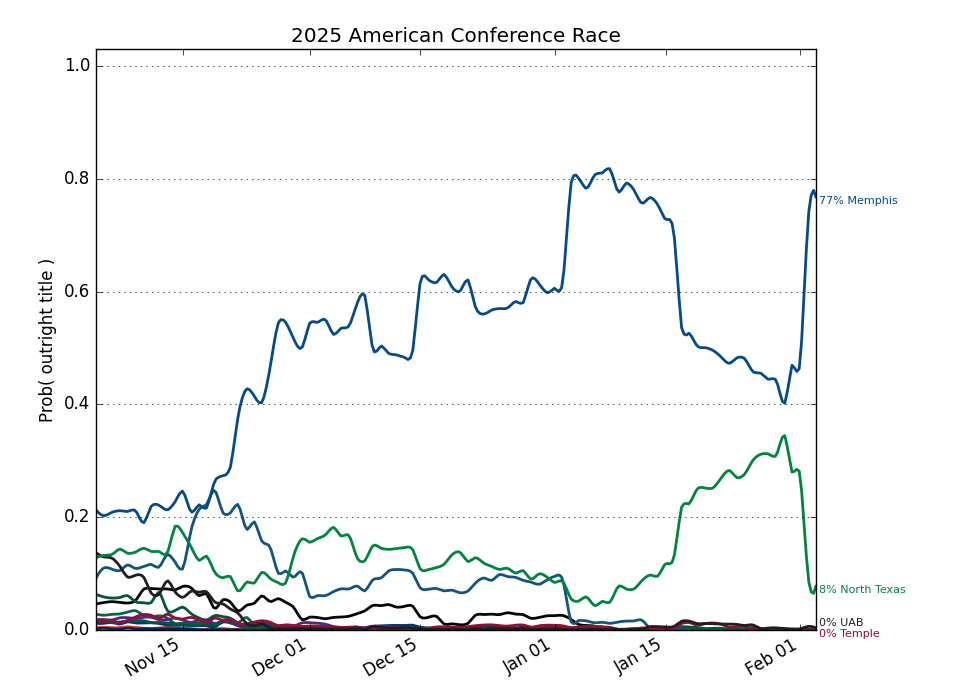 2025 American Conference Race
1.0
0.8
0.6
0.4
0.2
0.0
Prob( outright title )
77% Memphis
8% North Texas
0% UAB
0% Temple
Nov 15
Dec 01
Dec 15
Jan 01
Jan 15
Feb 01